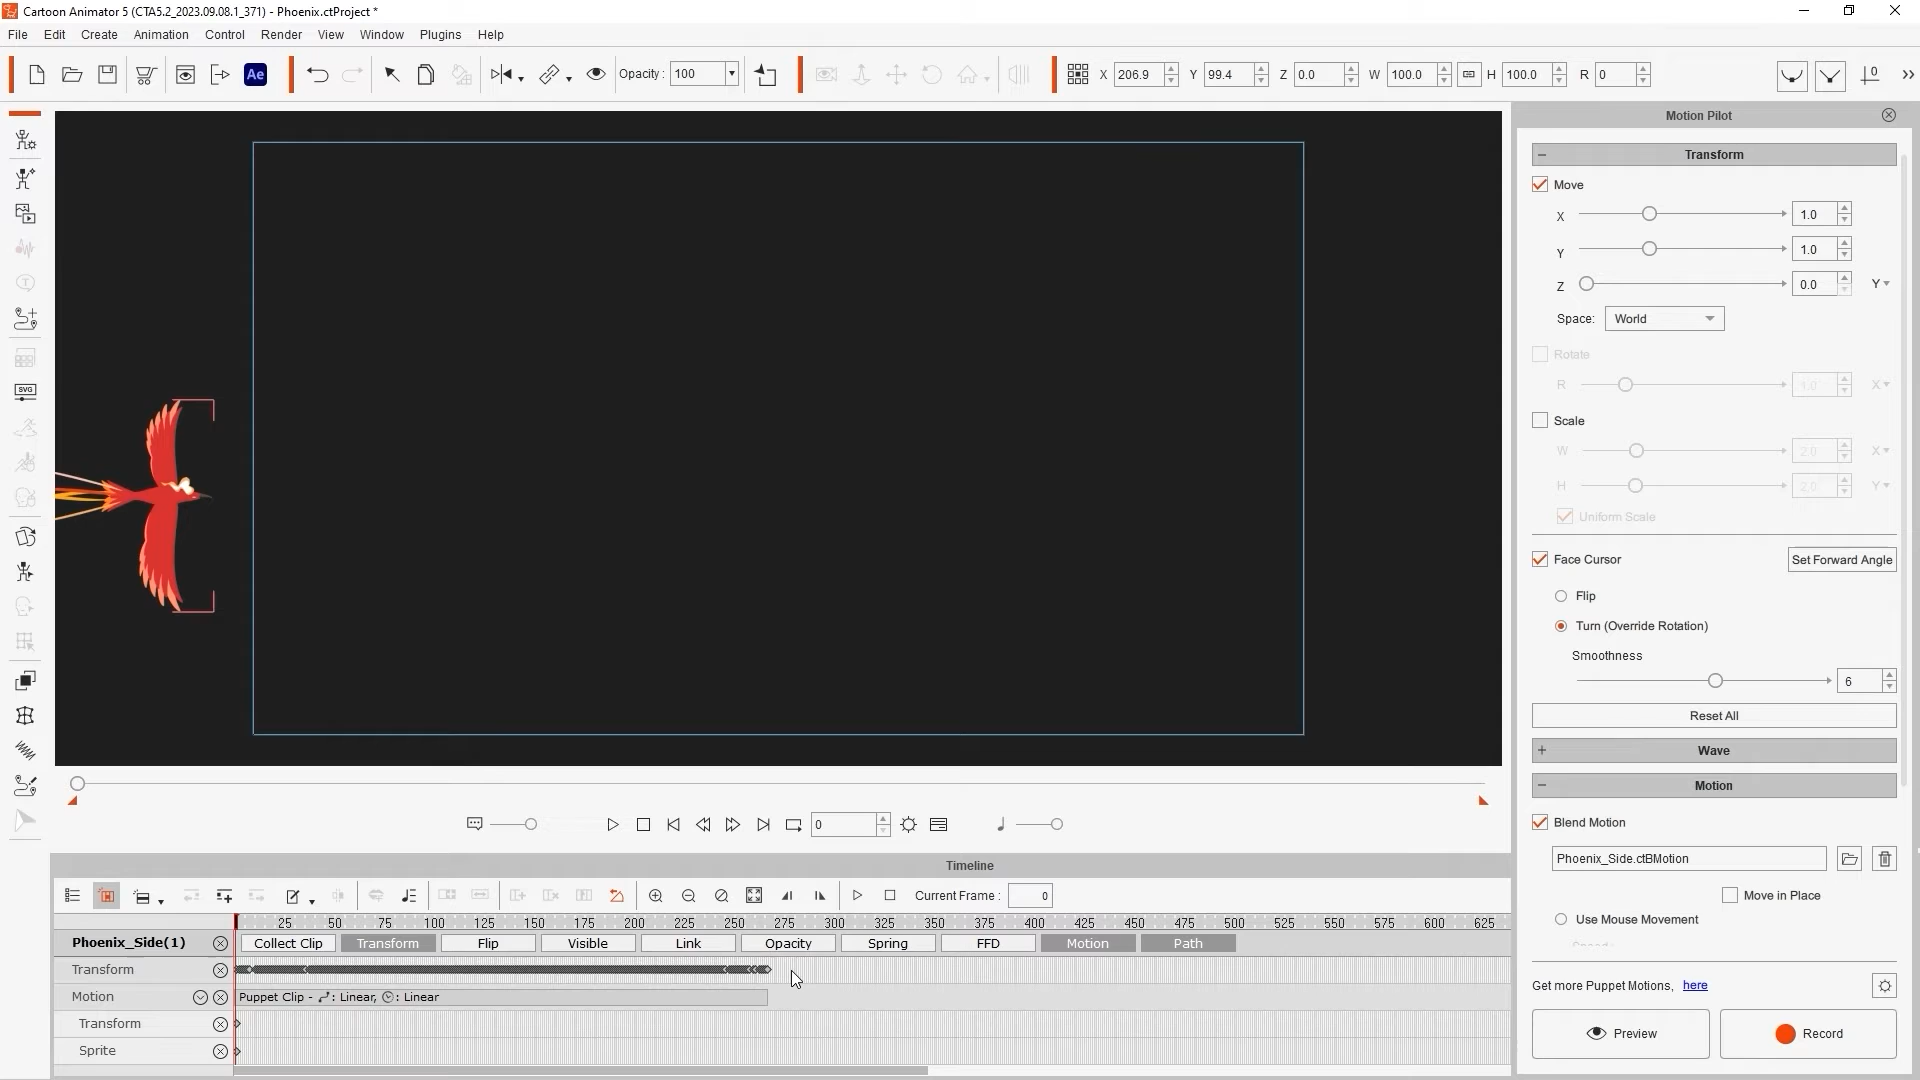 Cartoon Animator 5 (CTA5.2_2023.09.08.1_371) - Phoenix.ctProject *
File Edit Create Animation Control Render View Window Plugins Help
Ae Opacity : 100 X 206.9 Y 99.4 Z 0.0 W 100.0 H 100.0 R 0
Motion Pilot
Transform
Move
X 1.0
Y 1.0
Z 0.0 Y
Space: World
Rotate
R 1.0 X
Scale
W 2.0 X
H 2.0 Y
Uniform Scale
Face Cursor Set Forward Angle
Flip
Turn (Override Rotation)
Smoothness
6
Reset All
Wave
Motion
Blend Motion
Phoenix_Side.ctBMotion
Move in Place
Use Mouse Movement
Get more Puppet Motions, here
Preview Record
SVG
0
Timeline
Current Frame : 0
25 50 75 100 125 150 175 200 225 250 275 300 325 350 375 400 425 450 475 500 525 550 575 600 625
Phoenix_Side(1) Collect Clip Transform Flip Visible Link Opacity Spring FFD Motion Path
Transform
Motion Puppet Clip - : Linear, : Linear
Transform
Sprite